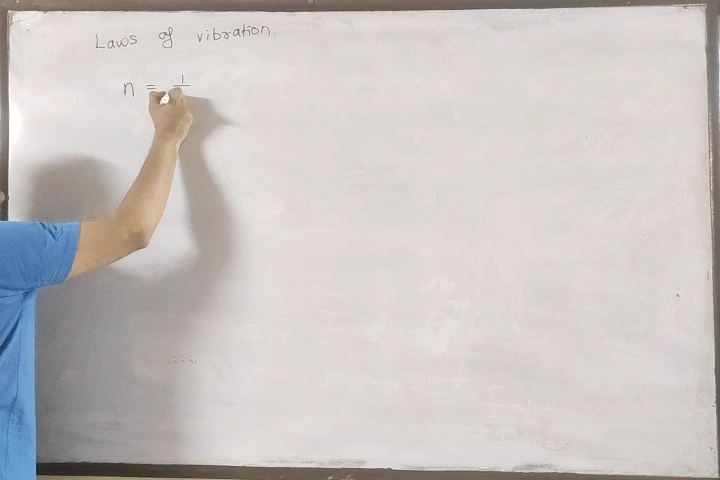 Laws of vibration.
n = 1